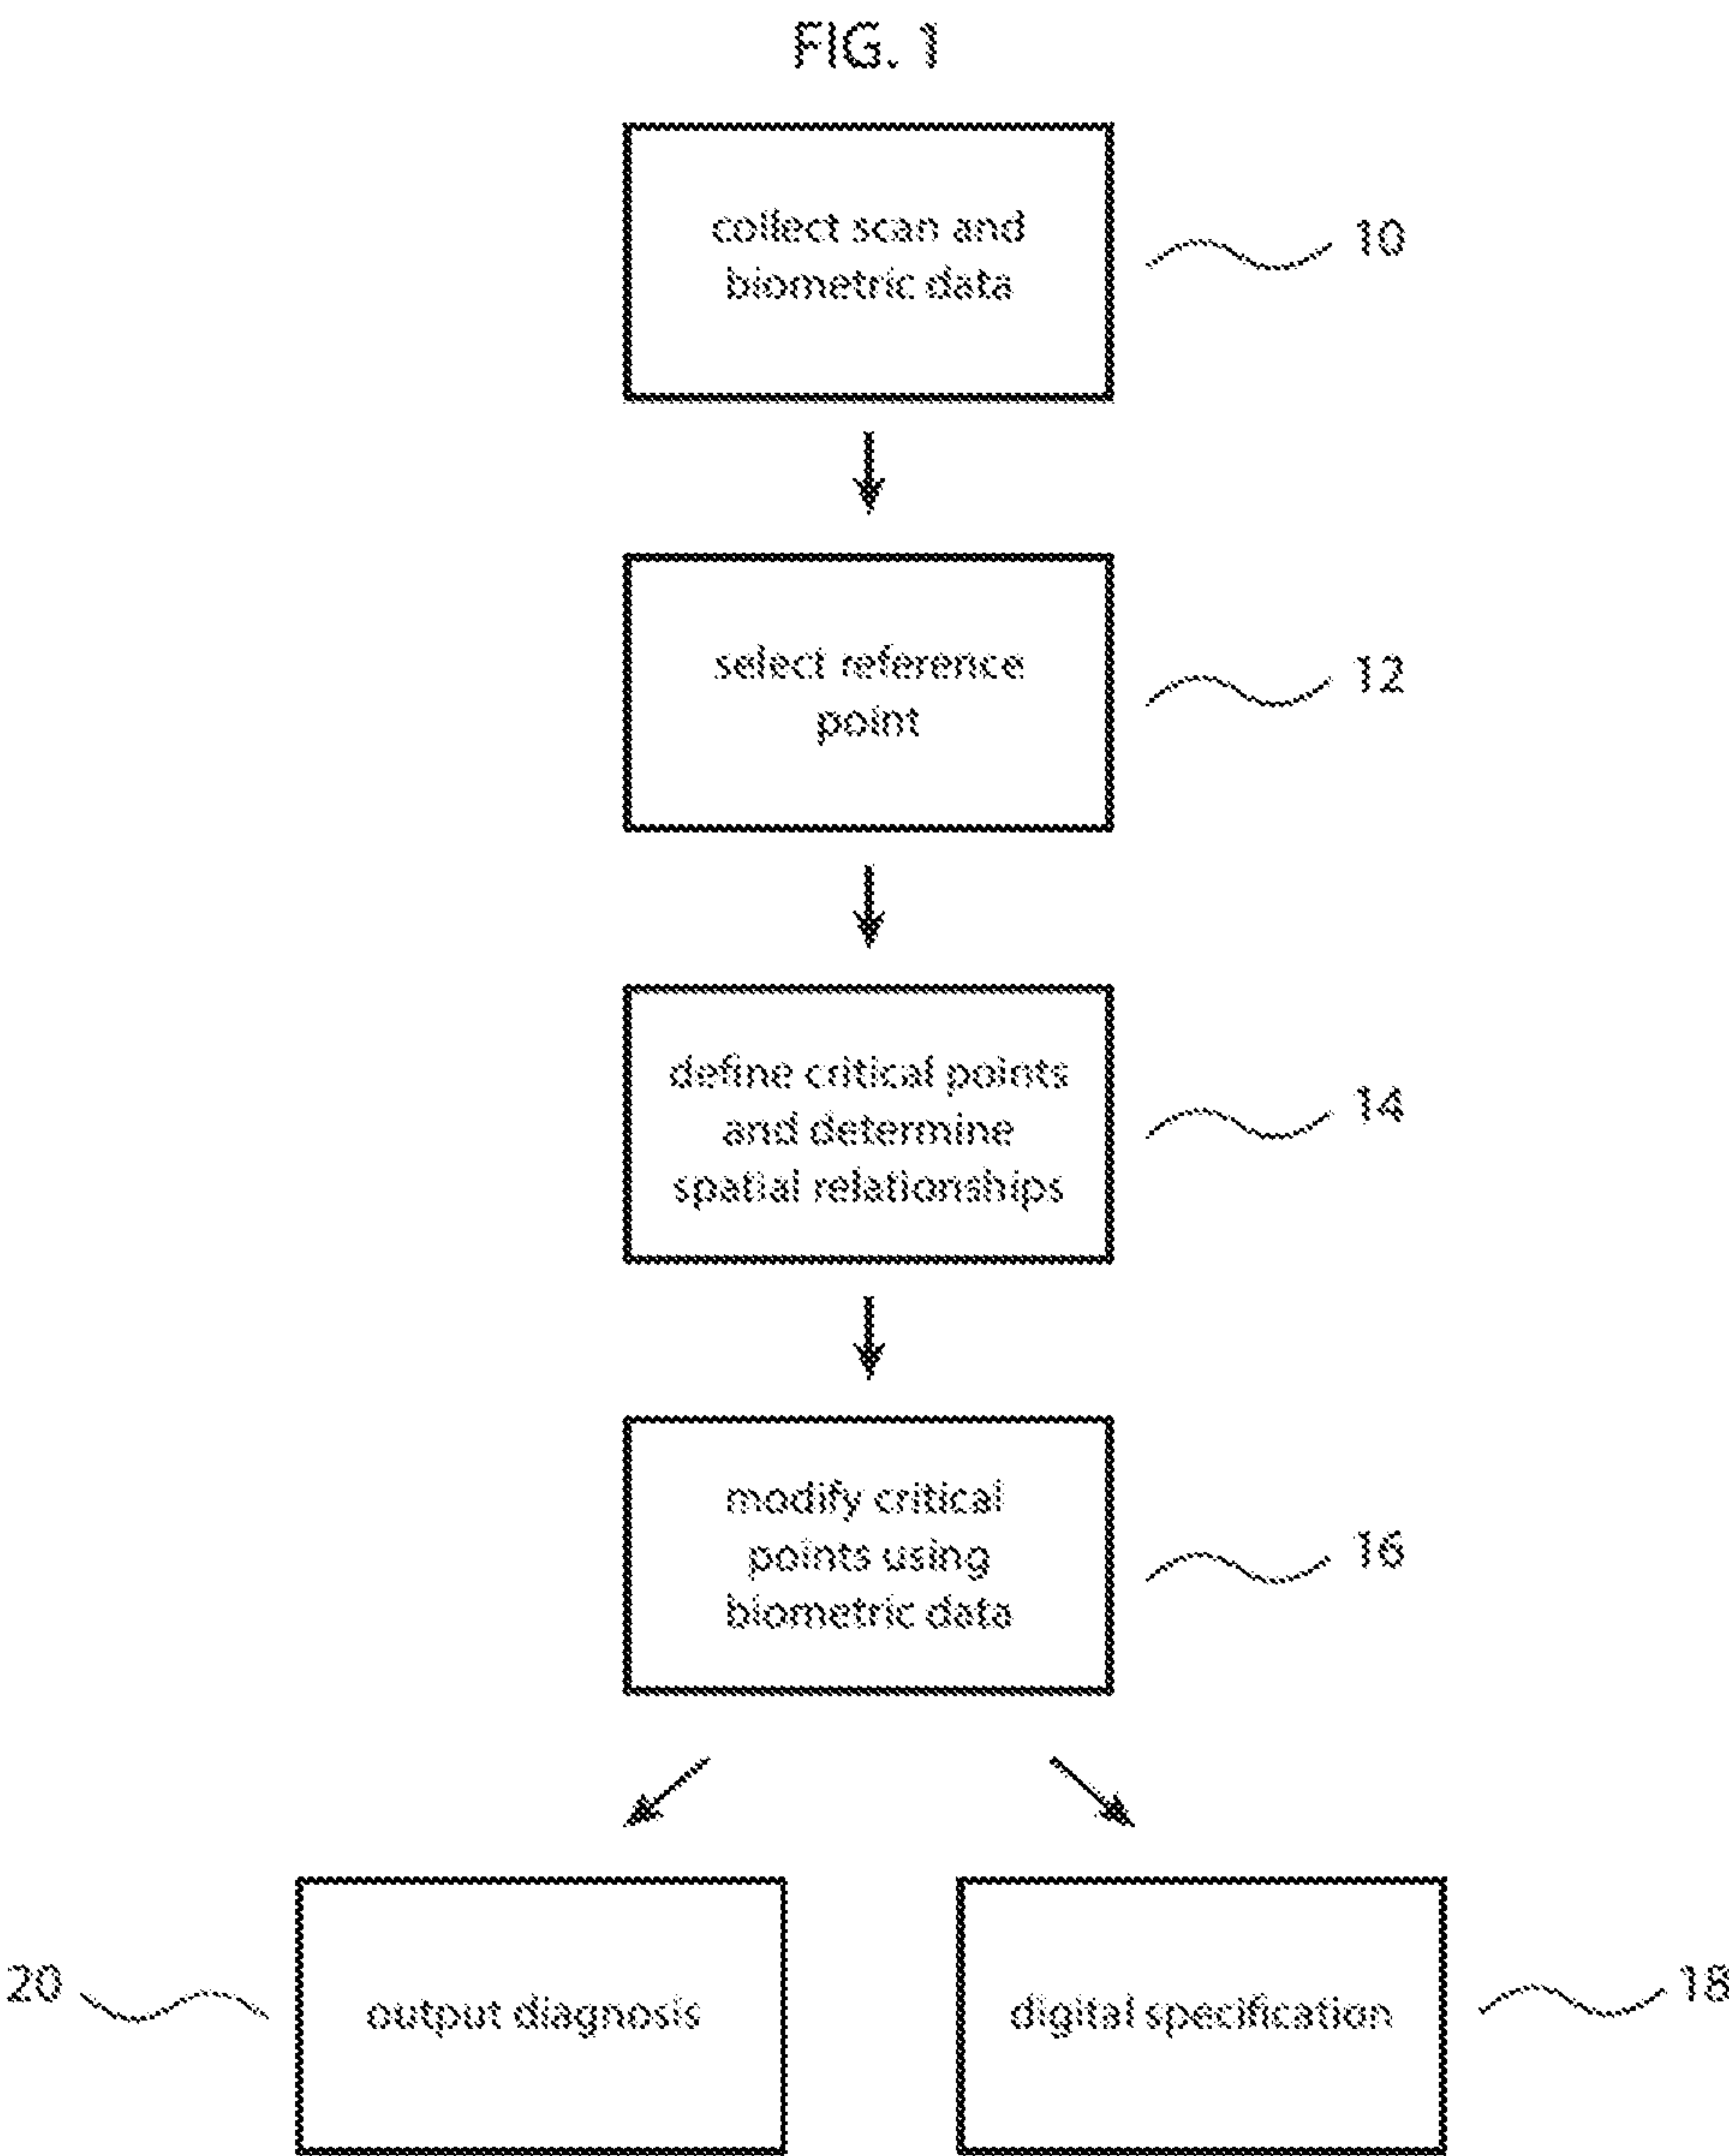 FIG. 1
collect scan and
biometric data
10
select reference
point
12
define critical points
and determine
spatial relationships
14
modify critical
points using
biometric data
16
20
output diagnosis
digital specification
18